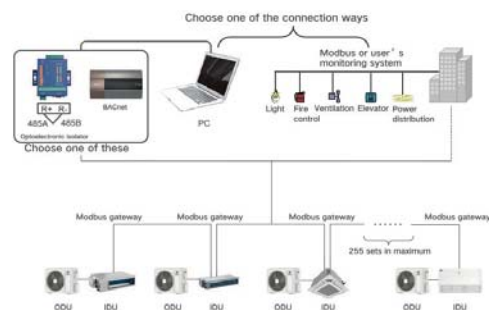 Choose one of the connection ways
Modbus or user's
monitoring system
BACnet
R+ R-
485A 485B
Optoelectronic isolator
Choose one of these
PC
Light
Fire
control
Ventilation
Elevator
Power
distribution
Modbus gateway
Modbus gateway
Modbus gateway
Modbus gateway
255 sets in maximum
ODU IDU
ODU IDU
ODU IDU
ODU IDU